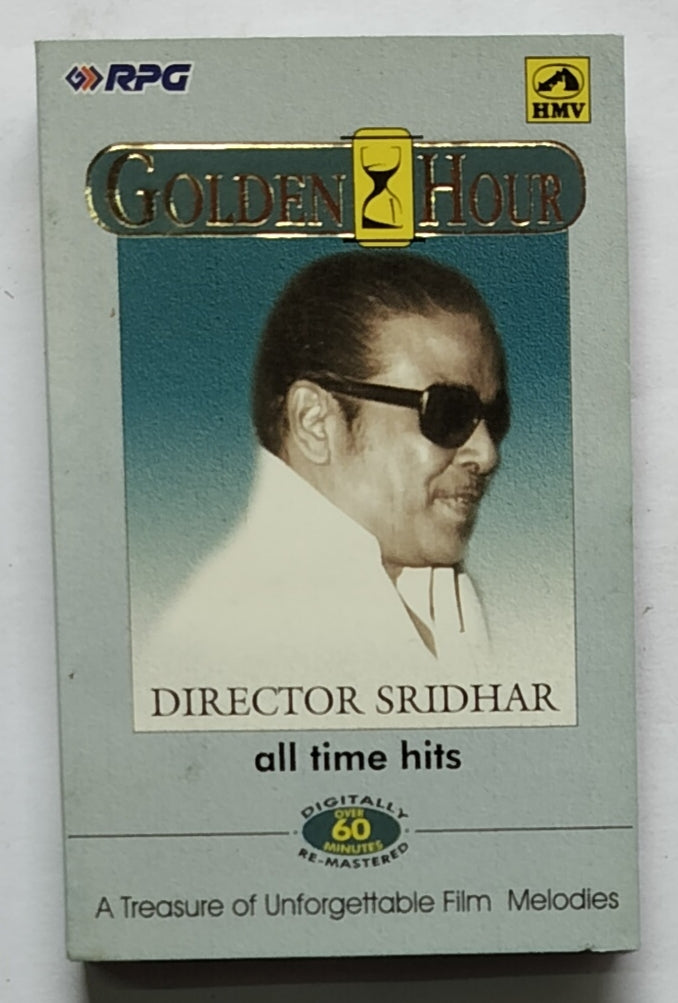 RPG
HMV
GOLDEN HOUR
DIRECTOR SRIDHAR
all time hits
DIGITALLY
OVER
60
MINUTES
RE-MASTERED
A Treasure of Unforgettable Film Melodies